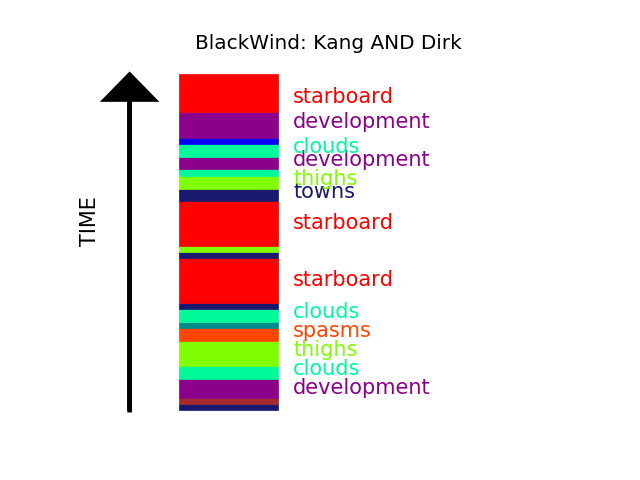 BlackWind: Kang AND Dirk
starboard
development
clouds
development
thighs
towns
starboard
starboard
clouds
spasms
thighs
clouds
development
TIME